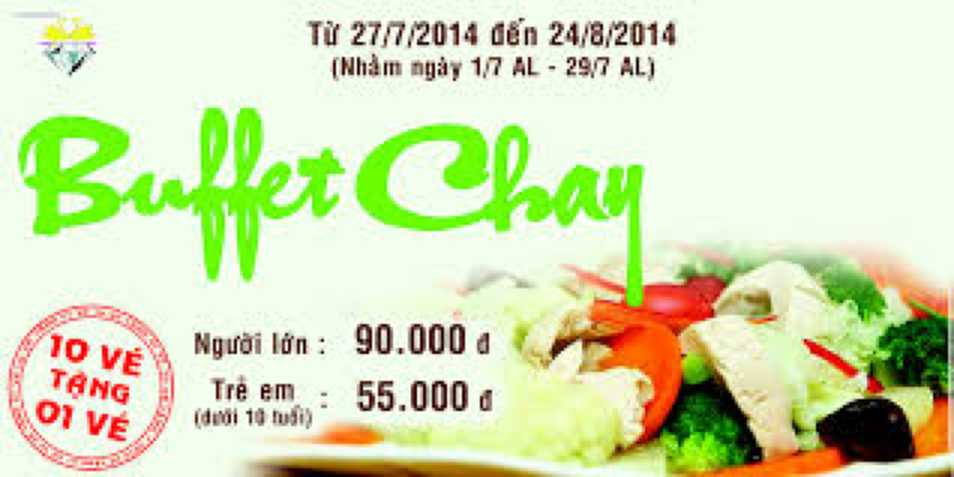 Từ 27/7/2014 đến 24/8/2014
(Nhằm ngày 1/7 AL - 29/7 AL)
Buffet Chay
10 VÉ
TẶNG
01 VÉ
Người lớn : 90.000 đ
Trẻ em : 55.000 đ
(dưới 10 tuổi)